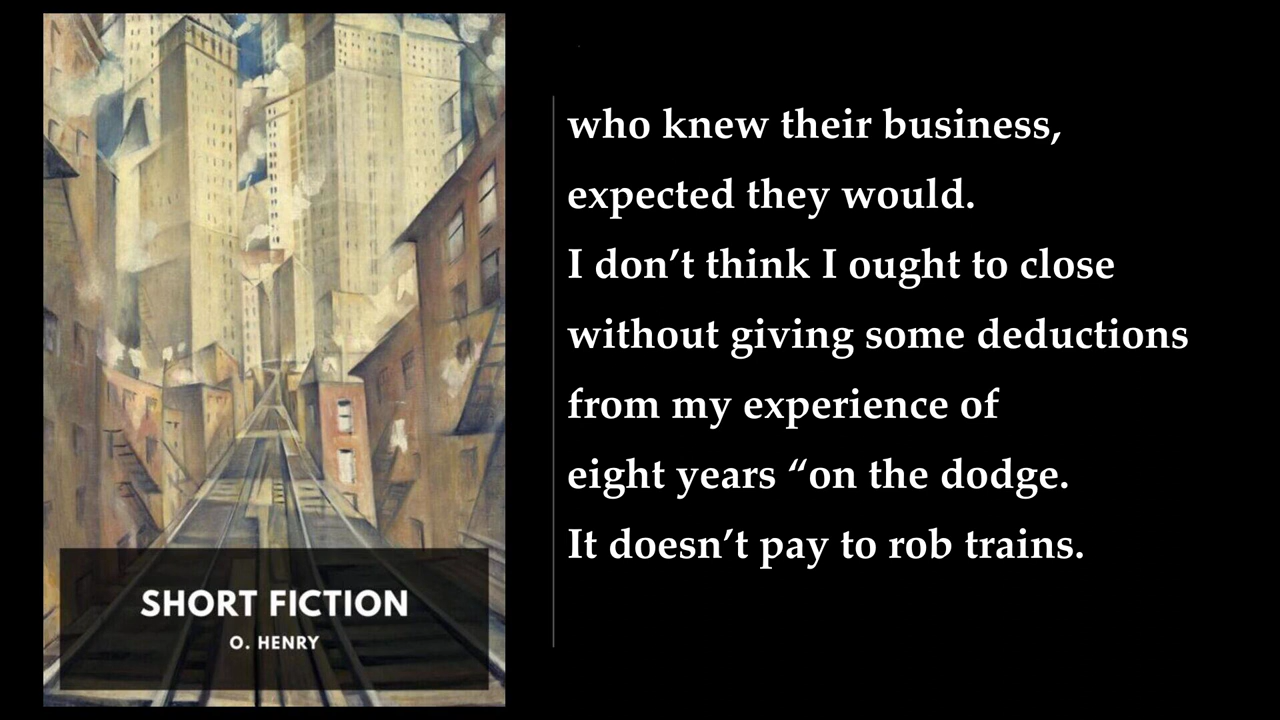 SHORT FICTION
O. HENRY
who knew their business,
expected they would.
I don’t think I ought to close
without giving some deductions
from my experience of
eight years “on the dodge.
It doesn’t pay to rob trains.